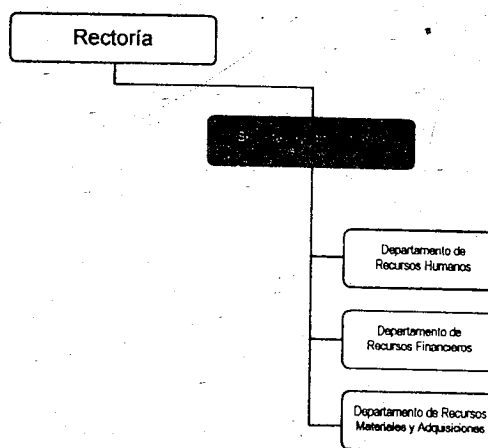 Rectoría
Departamento de
Recursos Humanos
Departamento de
Recursos Financieros
Departamento de Recursos
Materiales y Adquisiciones